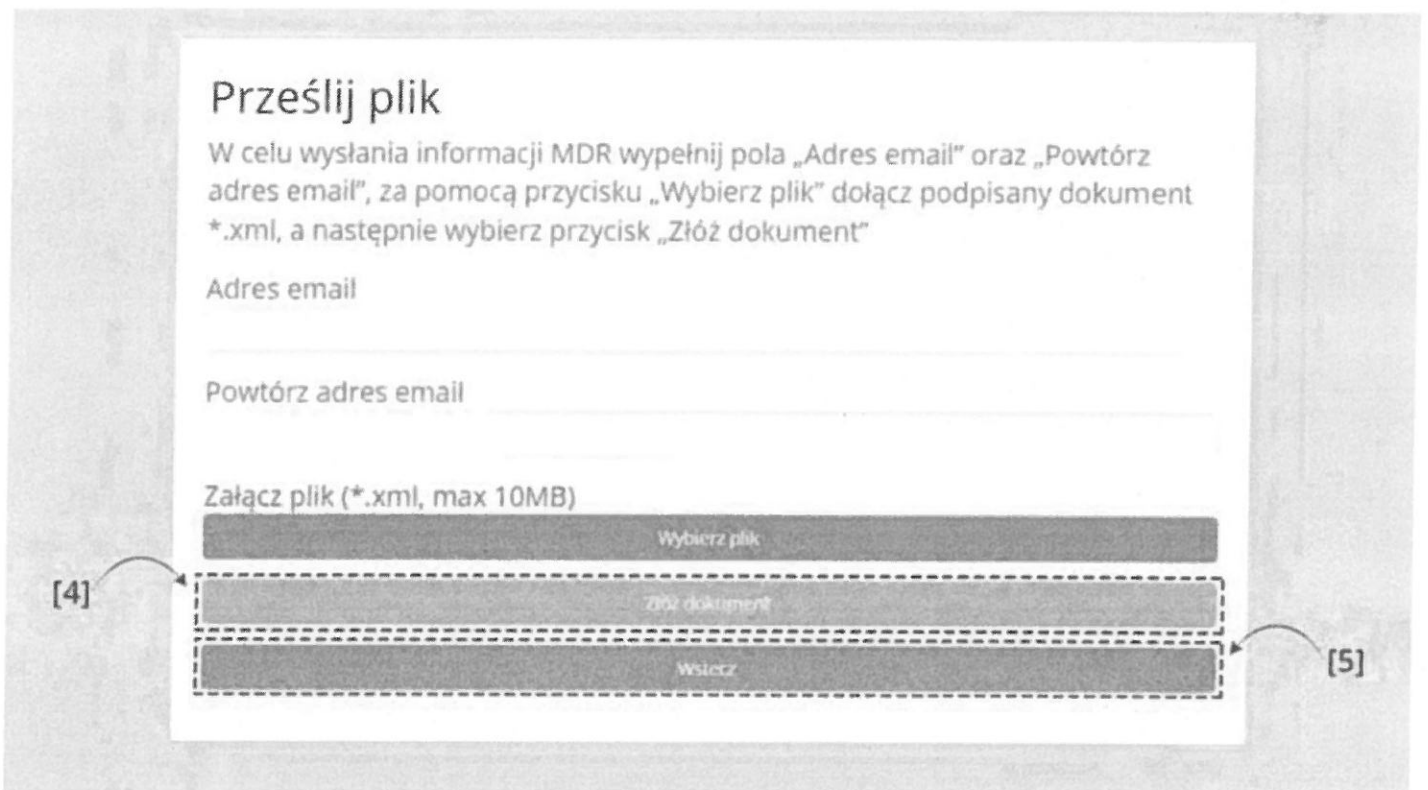 Prześlij plik
W celu wysłania informacji MDR wypełnij pola „Adres email” oraz „Powtórz
adres email”, za pomocą przycisku „Wybierz plik” dołącz podpisany dokument
*.xml, a następnie wybierz przycisk „Złóż dokument”
Adres email
Powtórz adres email
Załącz plik (*.xml, max 10MB)
Wybierz plik
[4]
Złóż dokument
Wstecz
[5]